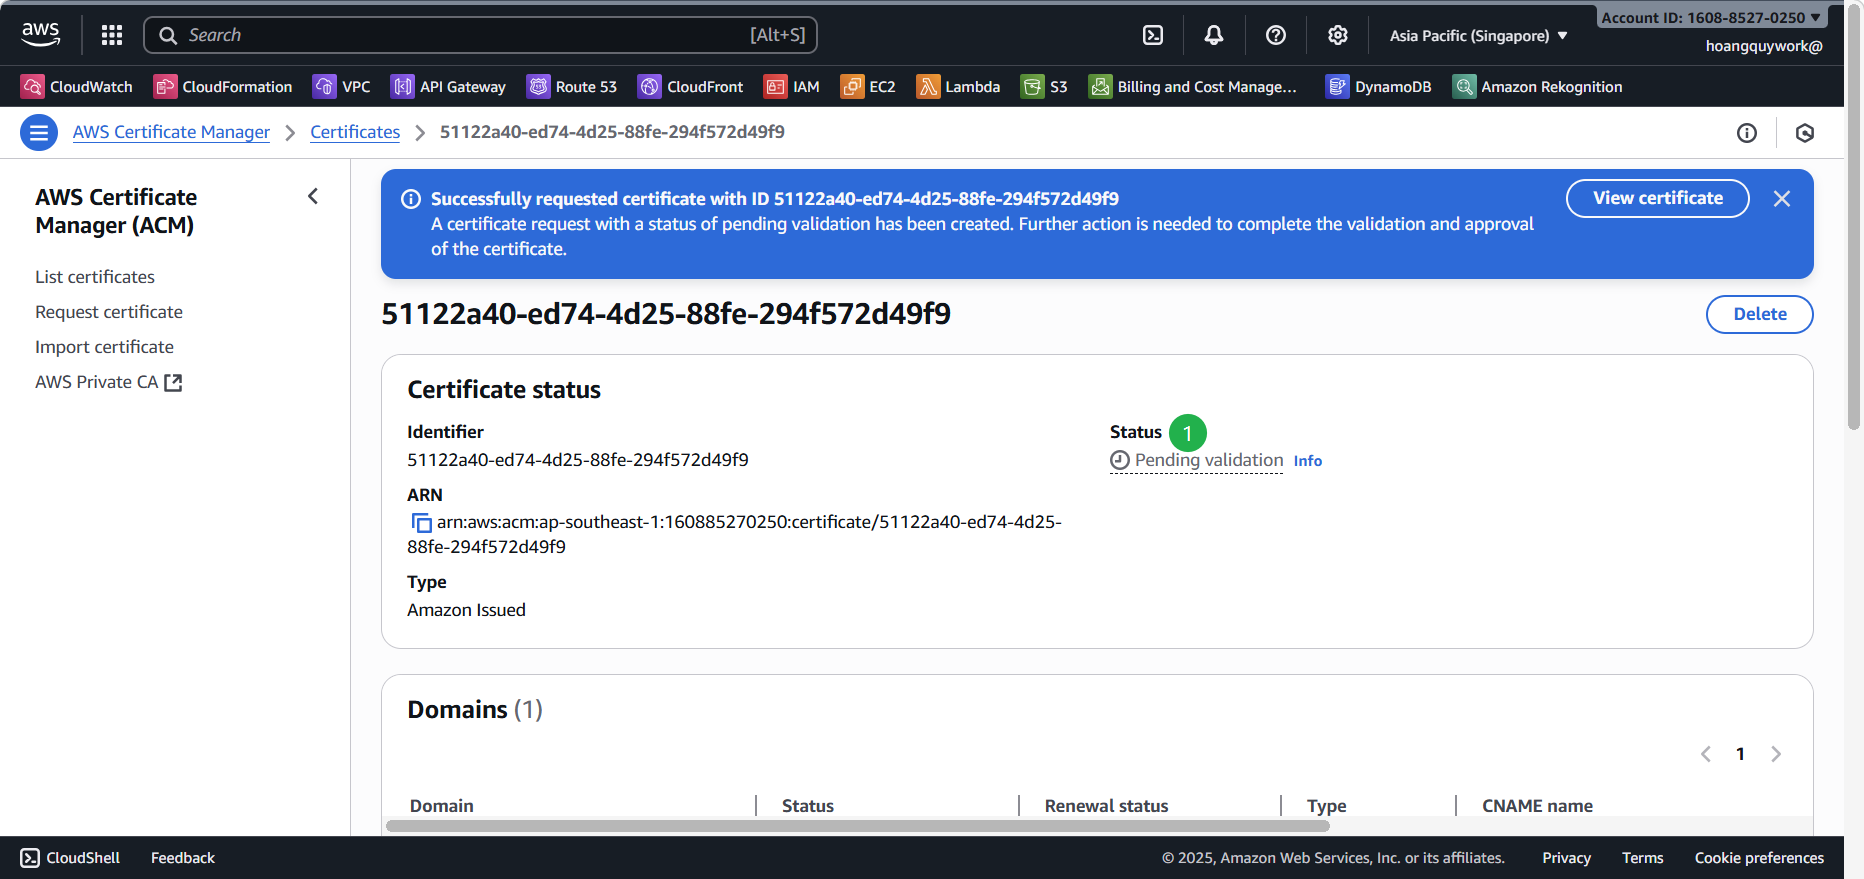 aws
Search
[Alt+S]
Asia Pacific (Singapore)
Account ID: 1608-8527-0250
hoangquywork@
CloudWatch
CloudFormation
VPC
API Gateway
Route 53
CloudFront
IAM
EC2
Lambda
S3
Billing and Cost Manage...
DynamoDB
Amazon Rekognition
AWS Certificate Manager
Certificates
51122a40-ed74-4d25-88fe-294f572d49f9
AWS Certificate
Manager (ACM)
List certificates
Request certificate
Import certificate
AWS Private CA
Successfully requested certificate with ID 51122a40-ed74-4d25-88fe-294f572d49f9
A certificate request with a status of pending validation has been created. Further action is needed to complete the validation and approval
of the certificate.
View certificate
51122a40-ed74-4d25-88fe-294f572d49f9
Delete
Certificate status
Identifier
51122a40-ed74-4d25-88fe-294f572d49f9
ARN
arn:aws:acm:ap-southeast-1:160885270250:certificate/51122a40-ed74-4d25-
88fe-294f572d49f9
Type
Amazon Issued
Status
1
Pending validation
Info
Domains (1)
1
Domain
Status
Renewal status
Type
CNAME name
CloudShell
Feedback
© 2025, Amazon Web Services, Inc. or its affiliates.
Privacy
Terms
Cookie preferences